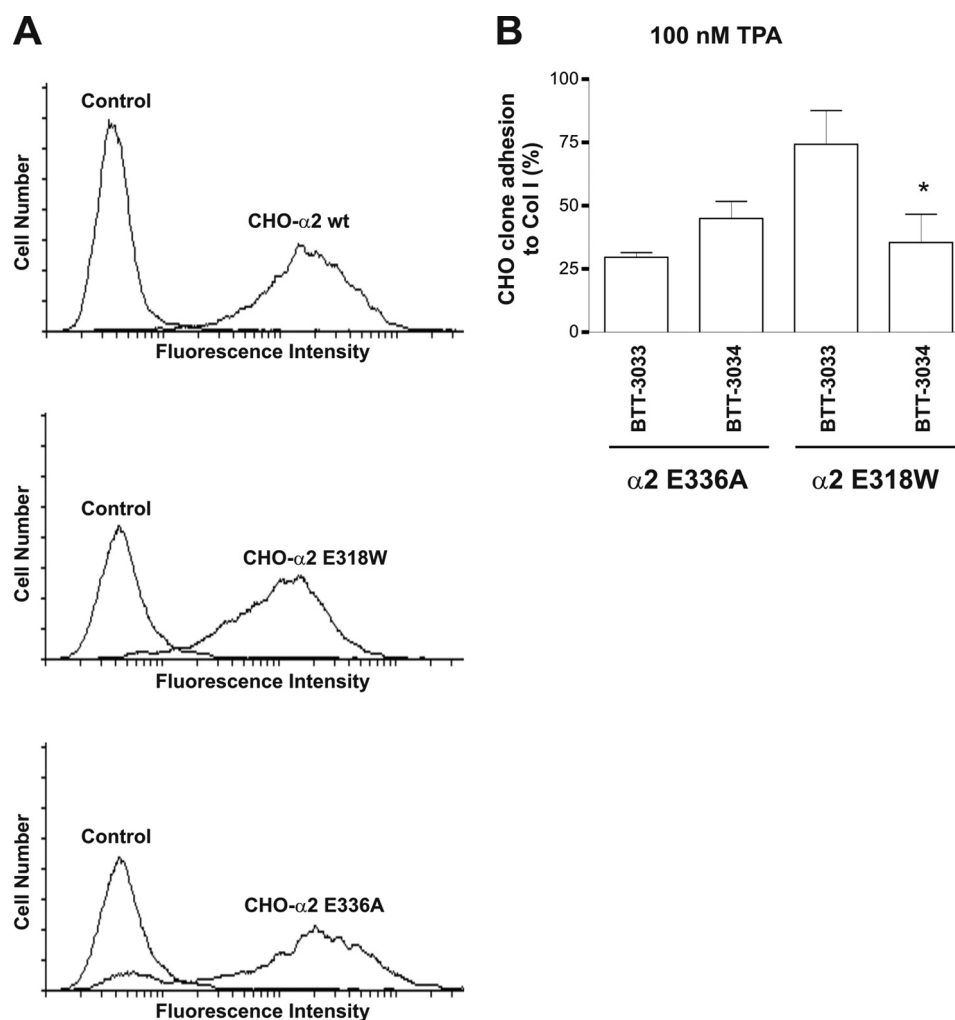 A
Control
CHO-α2 wt
Cell Number
Fluorescence Intensity
Control
CHO-α2 E318W
Cell Number
Fluorescence Intensity
Control
CHO-α2 E336A
Cell Number
Fluorescence Intensity
B
100 nM TPA
CHO clone adhesion
to Col I (%)
100
75
50
25
0
*
BTT-3033
BTT-3034
BTT-3033
BTT-3034
α2 E336A
α2 E318W